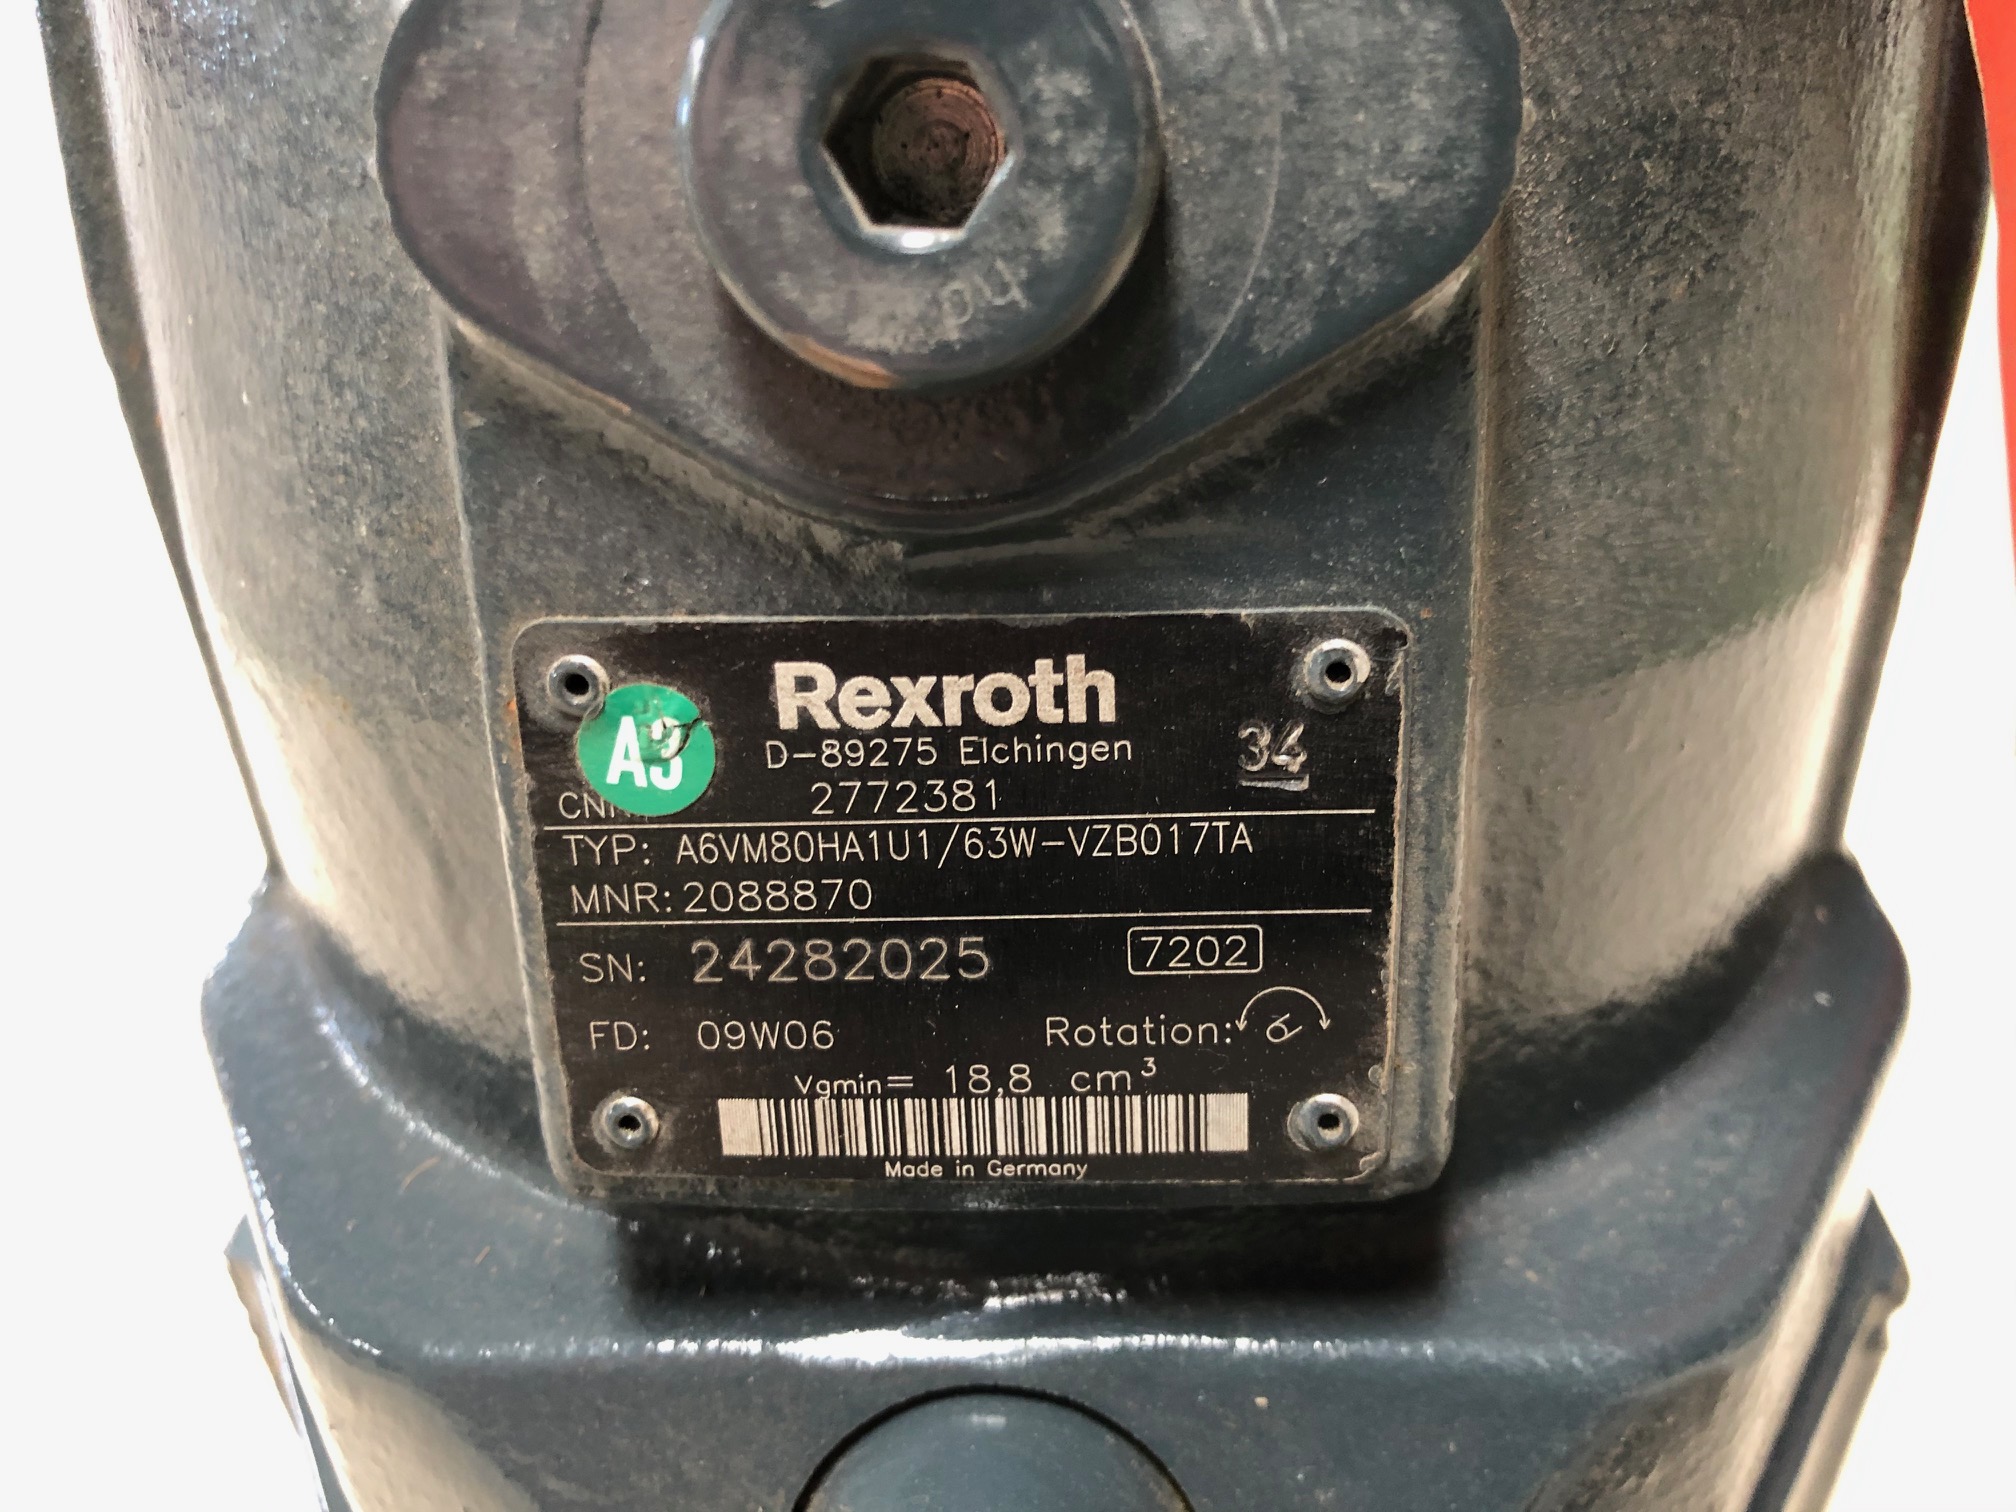 Rexroth
D-89275 Elchingen
34
A3
2772381
TYP: A6VM80HA1U1/63W-VZB017TA
MNR: 2088870
SN: 24282025
7202
FD: 09W06
Rotation:
Vgmin= 18,8 cm³
Made in Germany